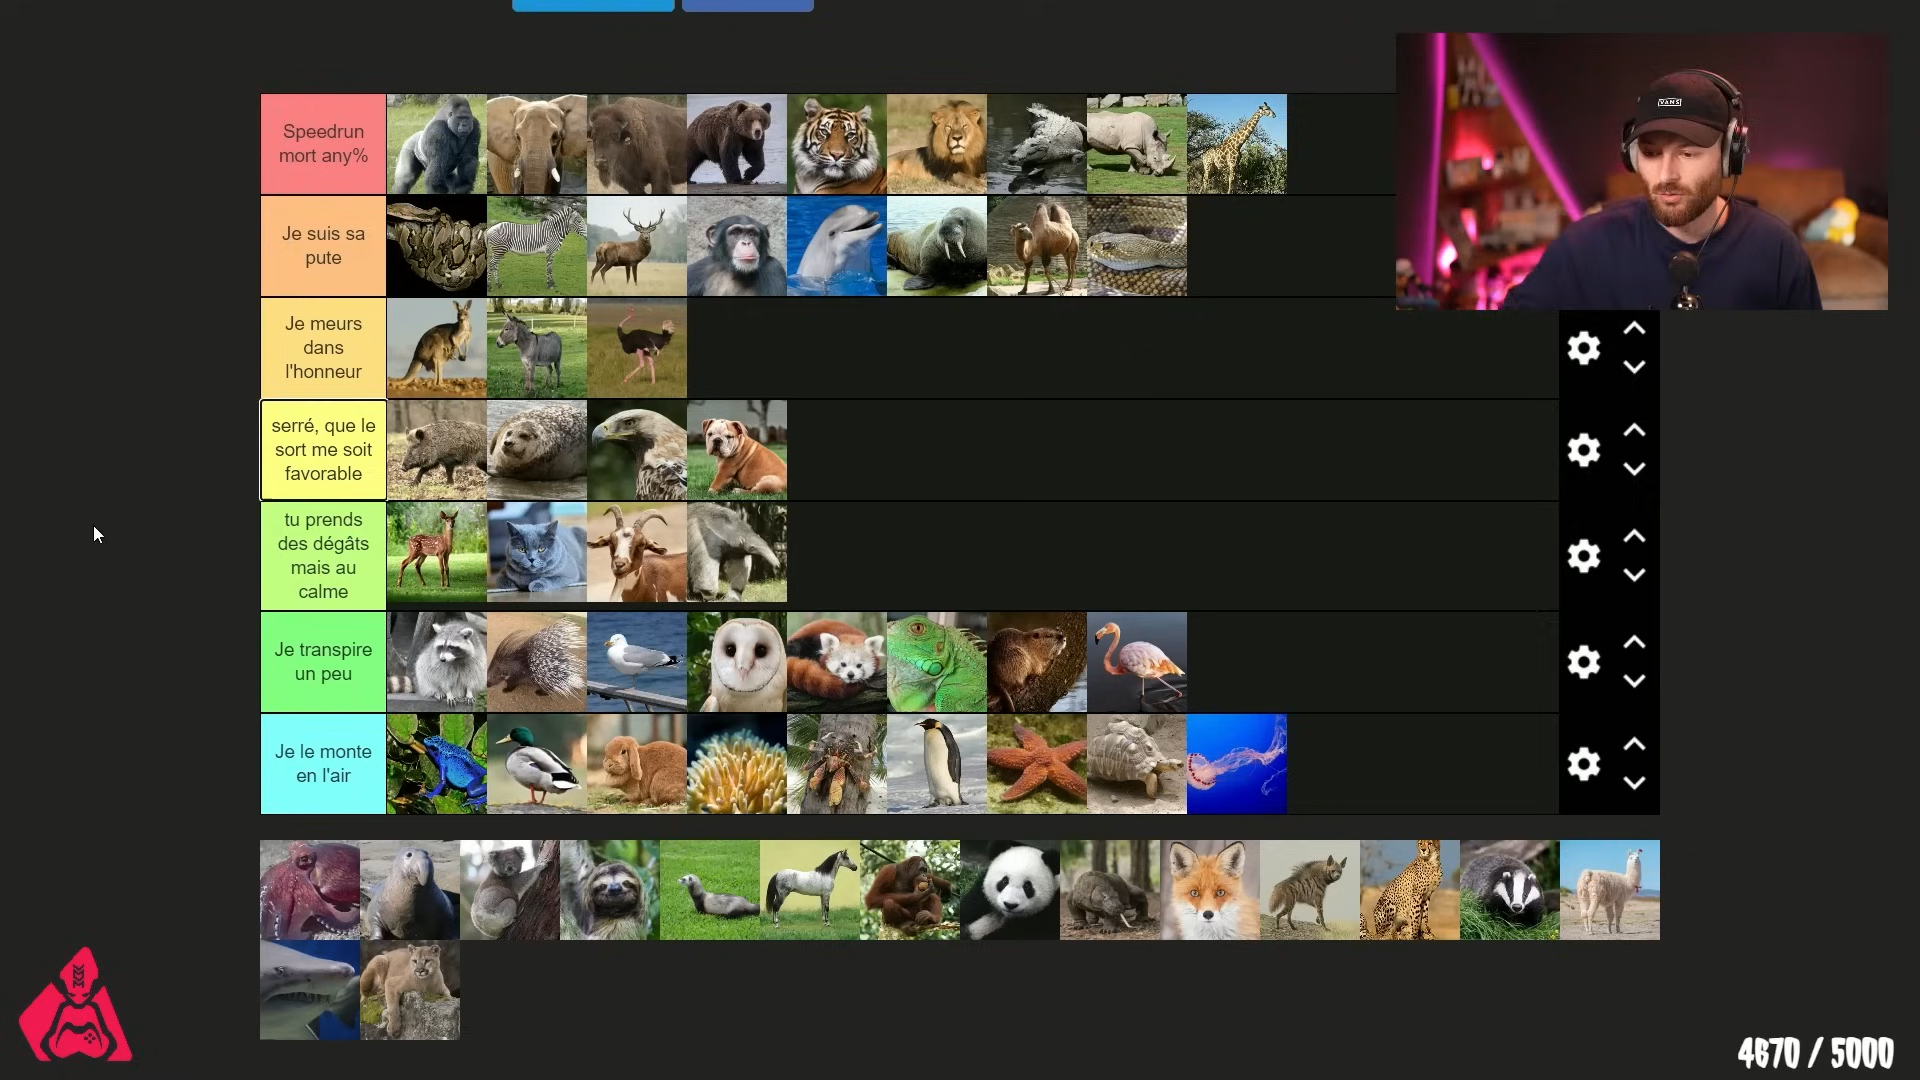 VANS
Speedrun
mort any%
Je suis sa
pute
Je meurs
dans
l'honneur
serré, que le
sort me soit
favorable
tu prends
des dégâts
mais au
calme
Je transpire
un peu
Je le monte
en l'air
4670 / 5000